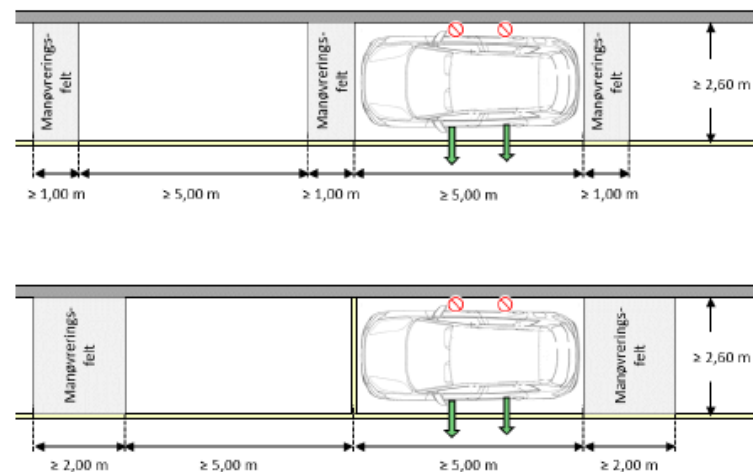 Manøvrerings-
felt
Manøvrerings-
felt
Manøvrerings-
felt
≥ 2,60 m
≥ 1,00 m
≥ 5,00 m
≥ 1,00 m
≥ 5,00 m
≥ 1,00 m
Manøvrerings-
felt
Manøvrerings-
felt
≥ 2,60 m
≥ 2,00 m
≥ 5,00 m
≥ 5,00 m
≥ 2,00 m